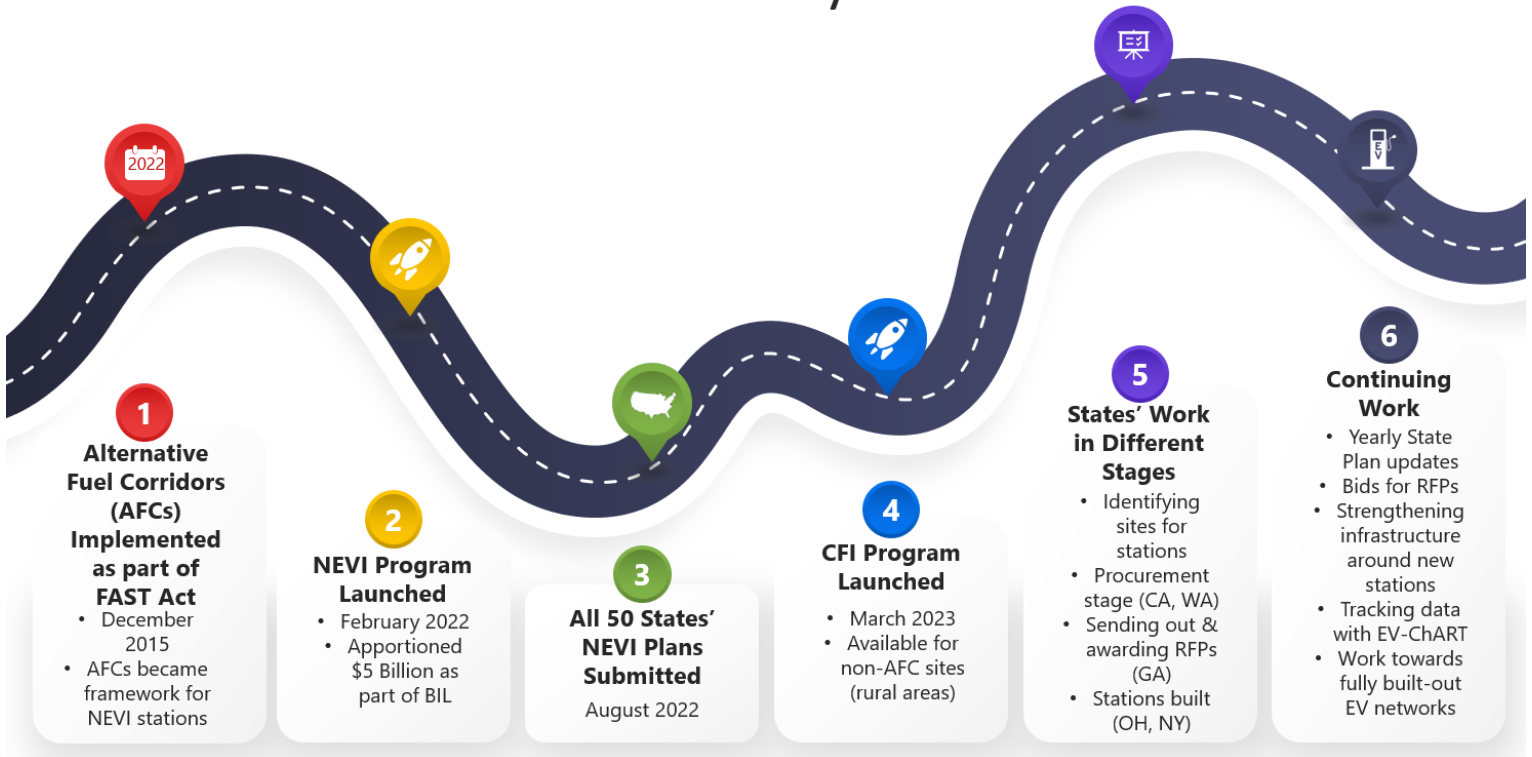 2022
EV
1
Alternative
Fuel Corridors
(AFCs)
Implemented
as part of
FAST Act
• December
2015
• AFCs became
framework for
NEVI stations
2
NEVI Program
Launched
• February 2022
• Apportioned
$5 Billion as
part of BIL
3
All 50 States’
NEVI Plans
Submitted
August 2022
4
CFI Program
Launched
• March 2023
• Available for
non-AFC sites
(rural areas)
5
States’ Work
in Different
Stages
• Identifying
sites for
stations
• Procurement
stage (CA, WA)
• Sending out &
awarding RFPs
(GA)
• Stations built
(OH, NY)
6
Continuing
Work
• Yearly State
Plan updates
• Bids for RFPs
• Strengthening
infrastructure
around new
stations
• Tracking data
with EV-ChART
• Work towards
fully built-out
EV networks